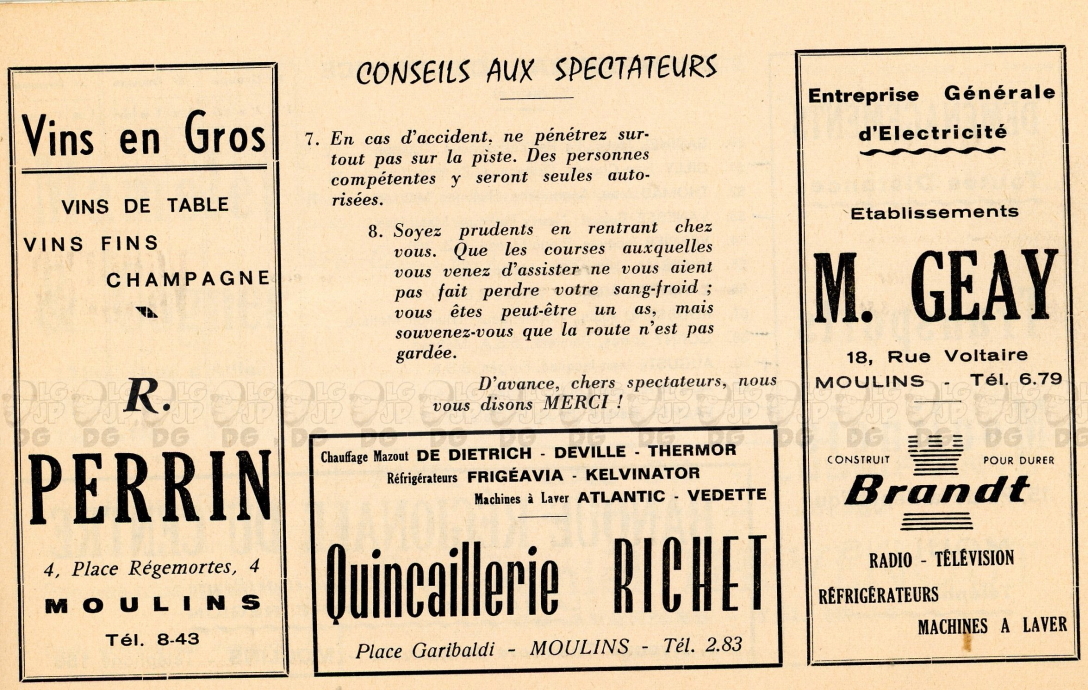 Vins en Gros
VINS DE TABLE
VINS FINS
CHAMPAGNE
R.
PERRIN
4, Place Régemortes, 4
MOULINS
Tél. 8-43
CONSEILS AUX SPECTATEURS
7. En cas d'accident, ne pénétrez sur-
tout pas sur la piste. Des personnes
compétentes y seront seules auto-
risées.
8. Soyez prudents en rentrant chez
vous. Que les courses auxquelles
vous venez d'assister ne vous aient
pas fait perdre votre sang-froid ;
vous êtes peut-être un as, mais
souvenez-vous que la route n'est pas
gardée.
D'avance, chers spectateurs, nous
vous disons MERCI !
Chauffage Mazout DE DIETRICH - DEVILLE - THERMOR
Réfrigérateurs FRIGÉAVIA - KELVINATOR
Machines à Laver ATLANTIC - VEDETTE
Quincaillerie RICHET
Place Garibaldi - MOULINS - Tél. 2.83
Entreprise Générale
d'Electricité
Etablissements
M. GEAY
18, Rue Voltaire
MOULINS - Tél. 6.79
CONSTRUIT POUR DURER
Brandt
RADIO - TÉLÉVISION
RÉFRIGÉRATEURS
MACHINES A LAVER